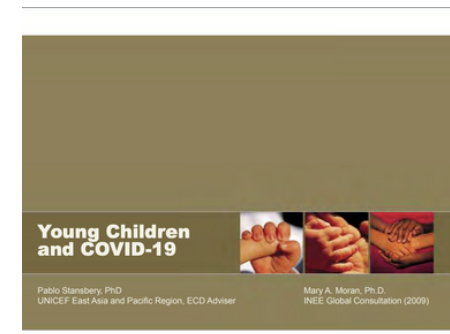 Young Children
and COVID-19
Pablo Stansbery, PhD
UNICEF East Asia and Pacific Region, ECD Adviser
Mary A. Moran, Ph.D.
INEE Global Consultation (2009)